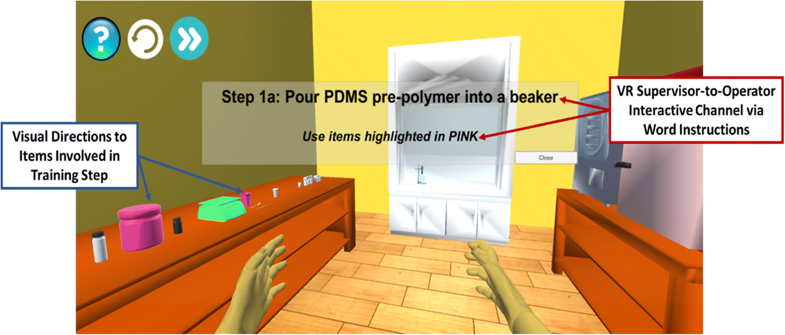 ?
Step 1a: Pour PDMS pre-polymer into a beaker
Use items highlighted in PINK
Close
VR Supervisor-to-Operator
Interactive Channel via
Word Instructions
Visual Directions to
Items Involved in
Training Step